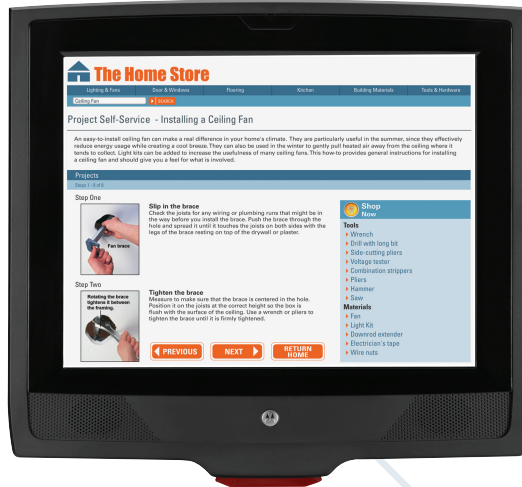 The Home Store
Lighting & Fans Door & Windows Flooring Kitchen Building Materials Tools & Hardware
Ceiling Fan SEARCH
Project Self-Service - Installing a Ceiling Fan
An easy-to-install ceiling fan can make a real difference in your home's climate. They are particularly useful in the summer, since they effectively
reduce energy usage while creating a cool breeze. They can also be used in the winter to gently pull heated air away from the ceiling where it
tends to collect. Light kits can be added to increase the usefulness of many ceiling fans. This how-to provides general instructions for installing
a ceiling fan and should give you a feel for what is involved.
Projects
Steps 1 - 8 of 8
Step One
Fan brace
Slip in the brace
Check the joists for any wiring or plumbing runs that might be in
the way before you install the brace. Push the brace through the
hole and spread it until it touches the joists on both sides with the
legs of the brace resting on top of the drywall or plaster.
Step Two
Rotating the brace
tightens it between
the framing.
Tighten the brace
Measure to make sure that the brace is centered in the hole.
Position it on the joists at the correct height so the box is
flush with the surface of the ceiling. Use a wrench or pliers to
tighten the brace until it is firmly tightened.
PREVIOUS
NEXT
RETURN
HOME
Shop
Now
Tools
Wrench
Drill with long bit
Side-cutting pliers
Voltage tester
Combination strippers
Pliers
Hammer
Saw
Materials
Fan
Light Kit
Downrod extender
Electrician's tape
Wire nuts